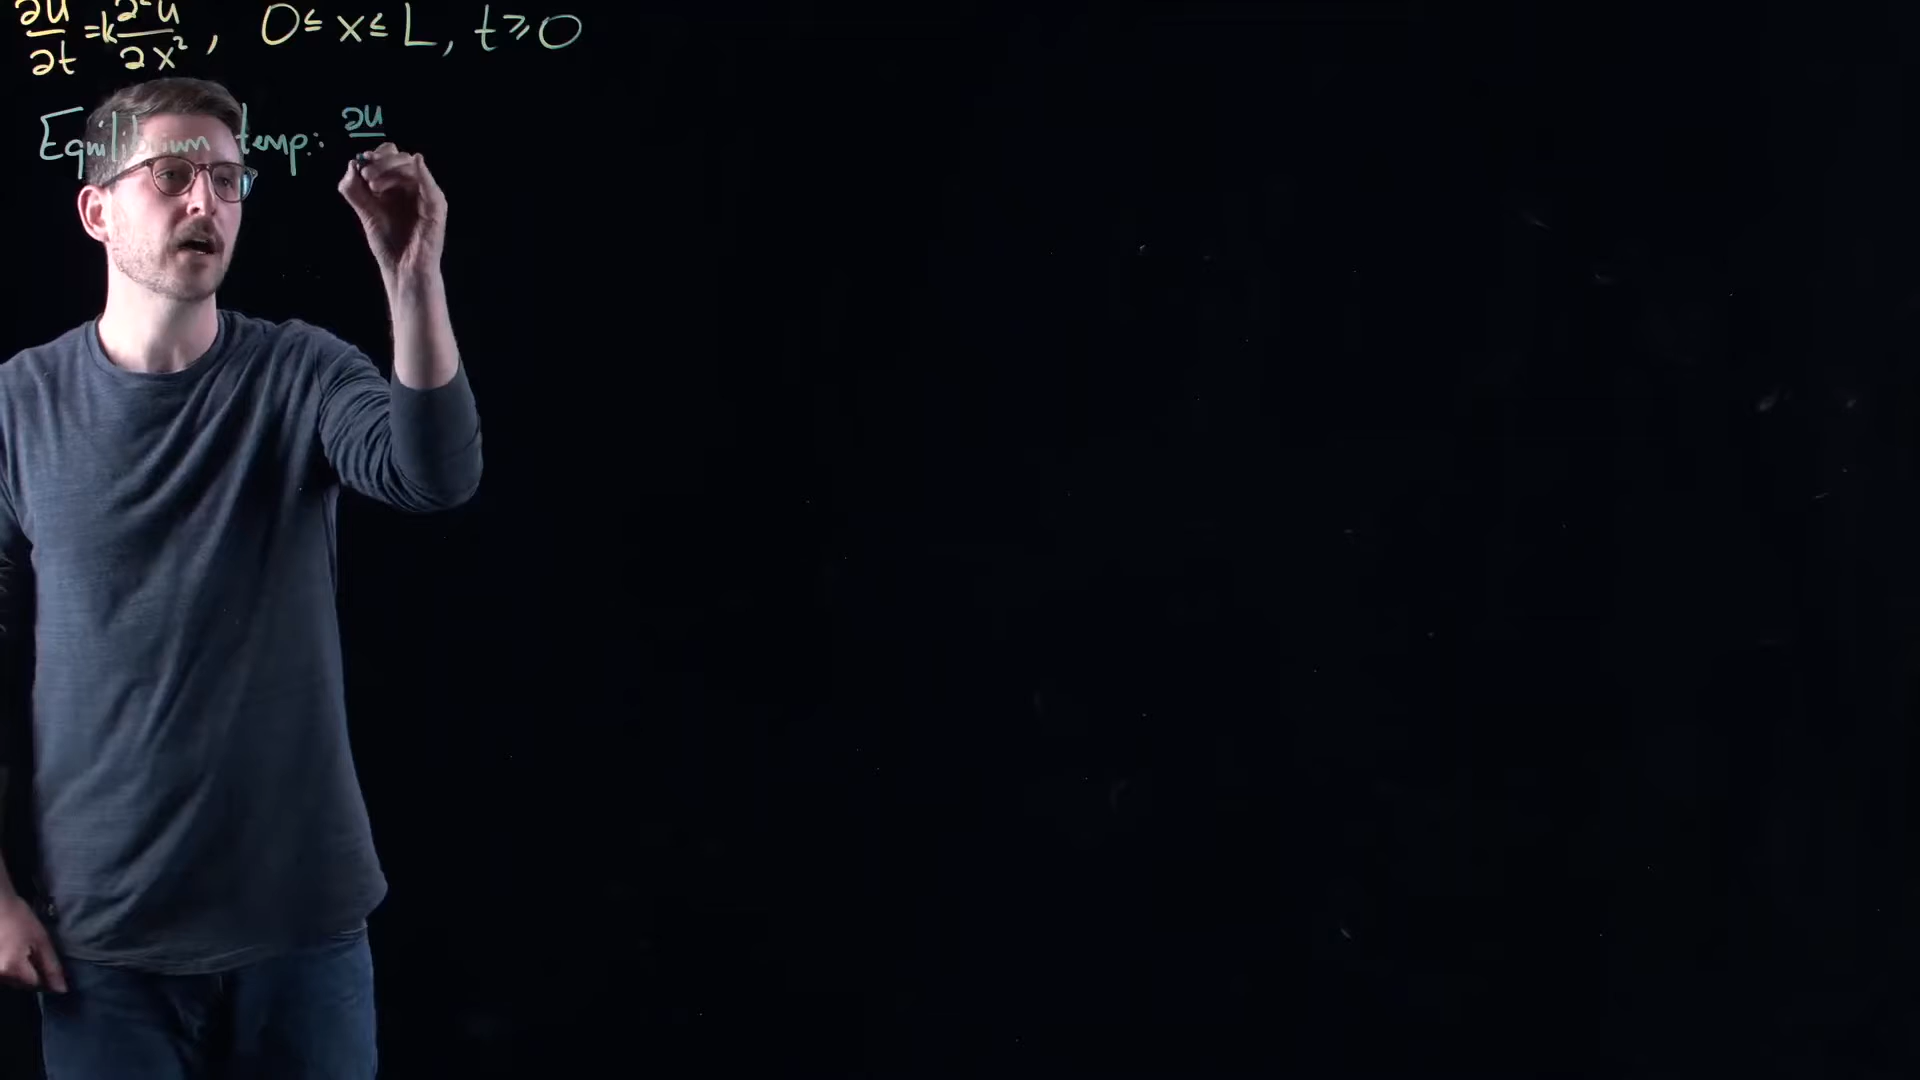 ∂u/∂t = k ∂²u/∂x², 0 ≤ x ≤ L, t ≥ 0
Equilibrium temp.: ∂u